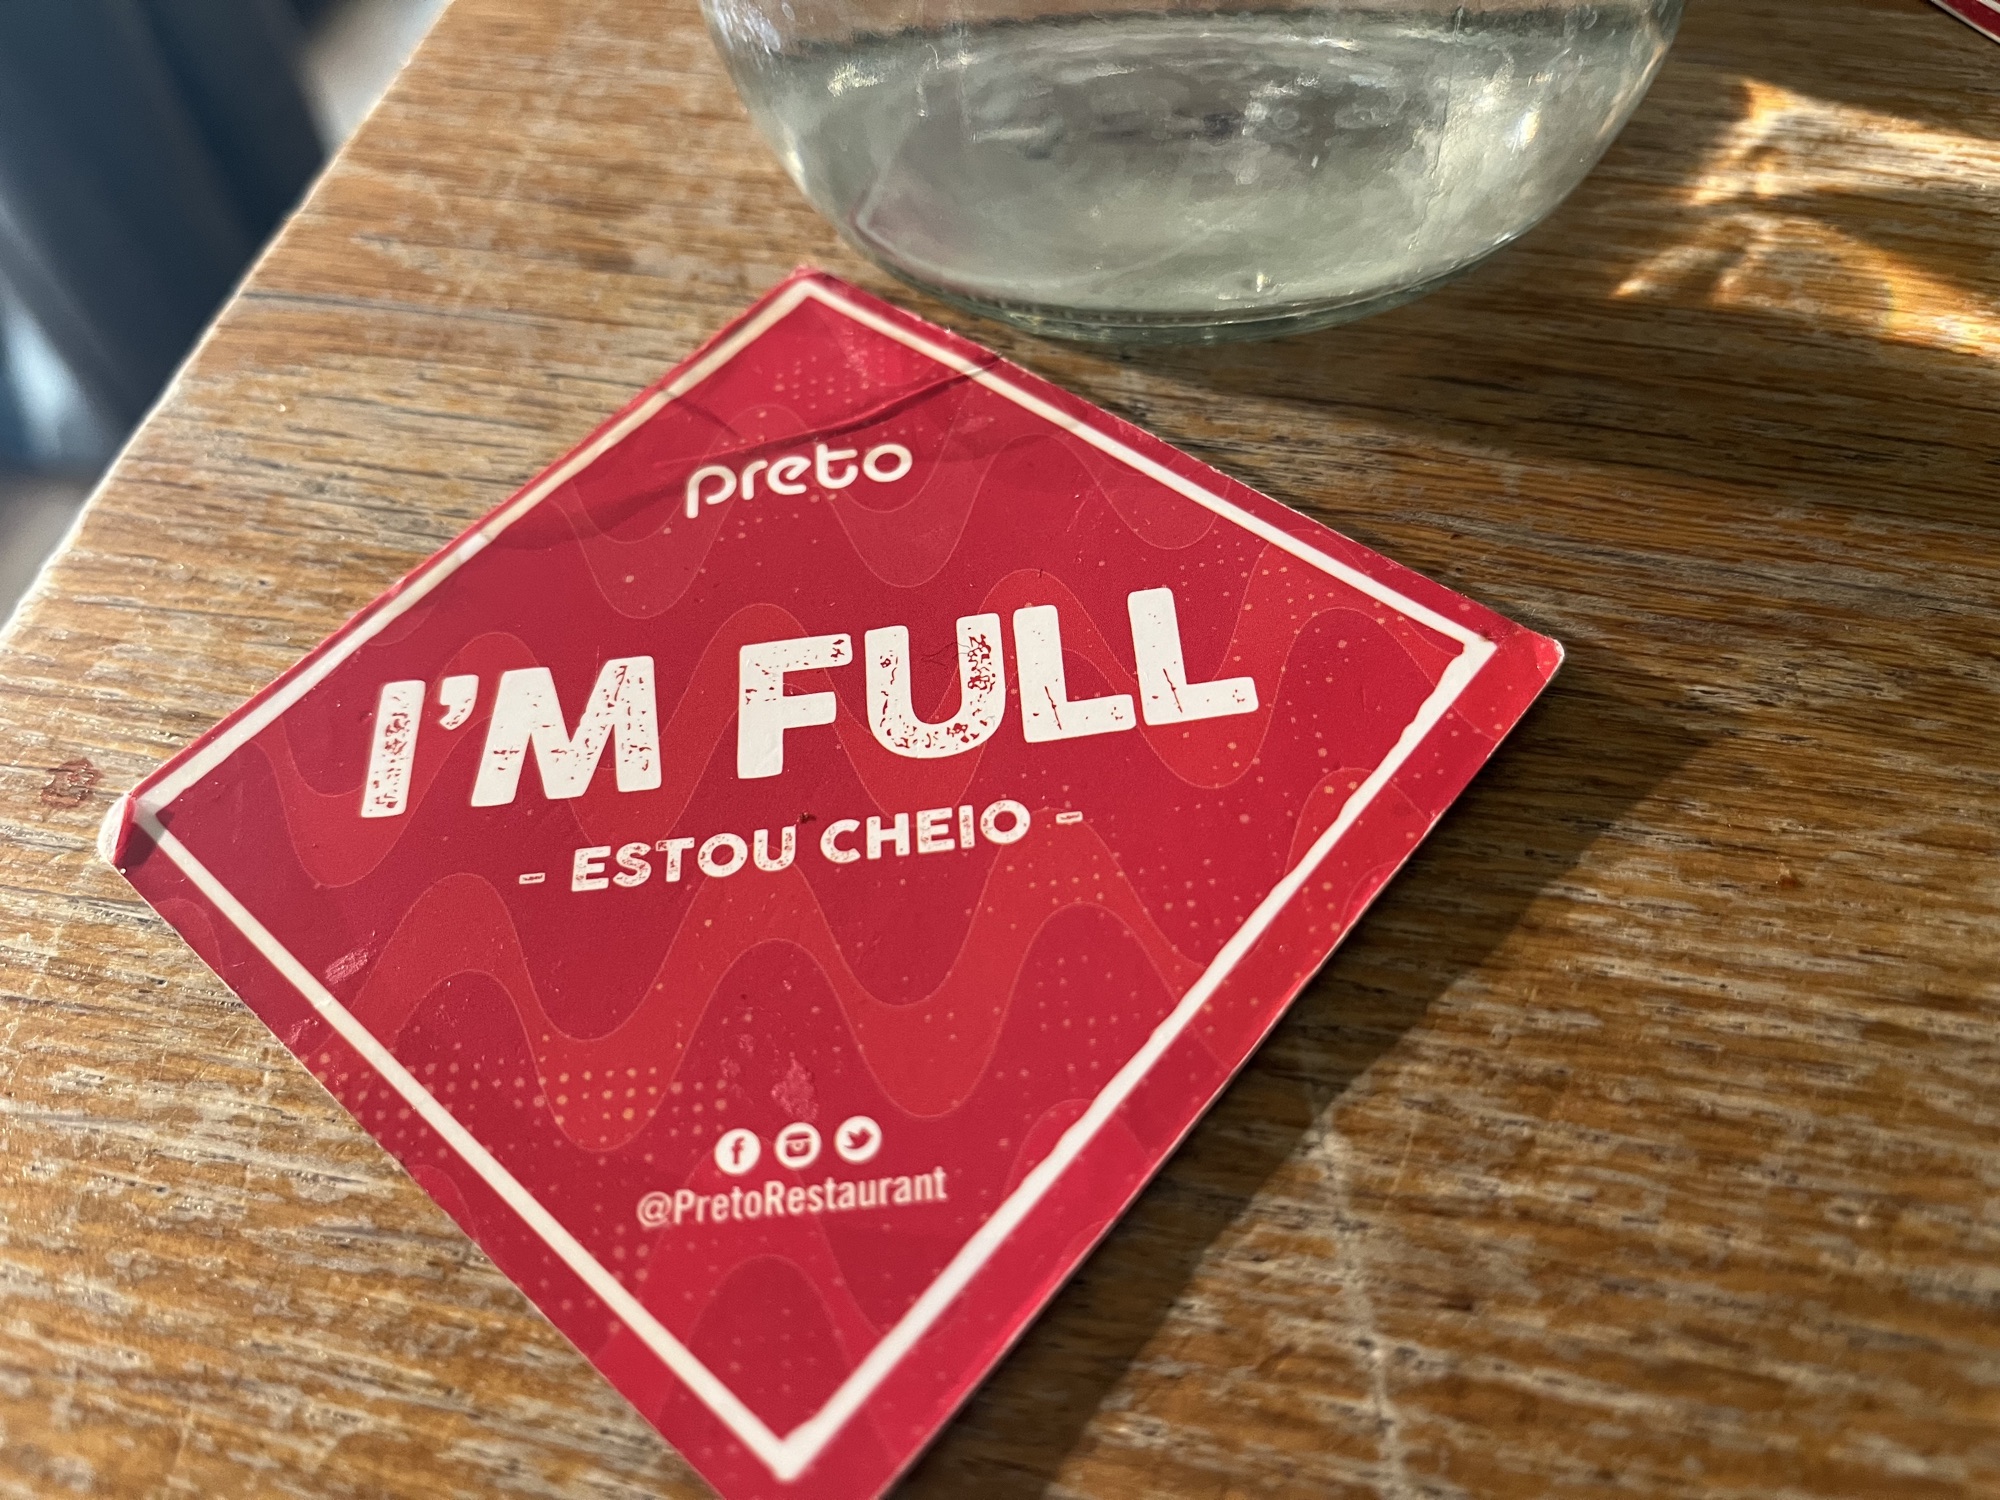 preto
I'M FULL
- ESTOU CHEIO -
@PretoRestaurant